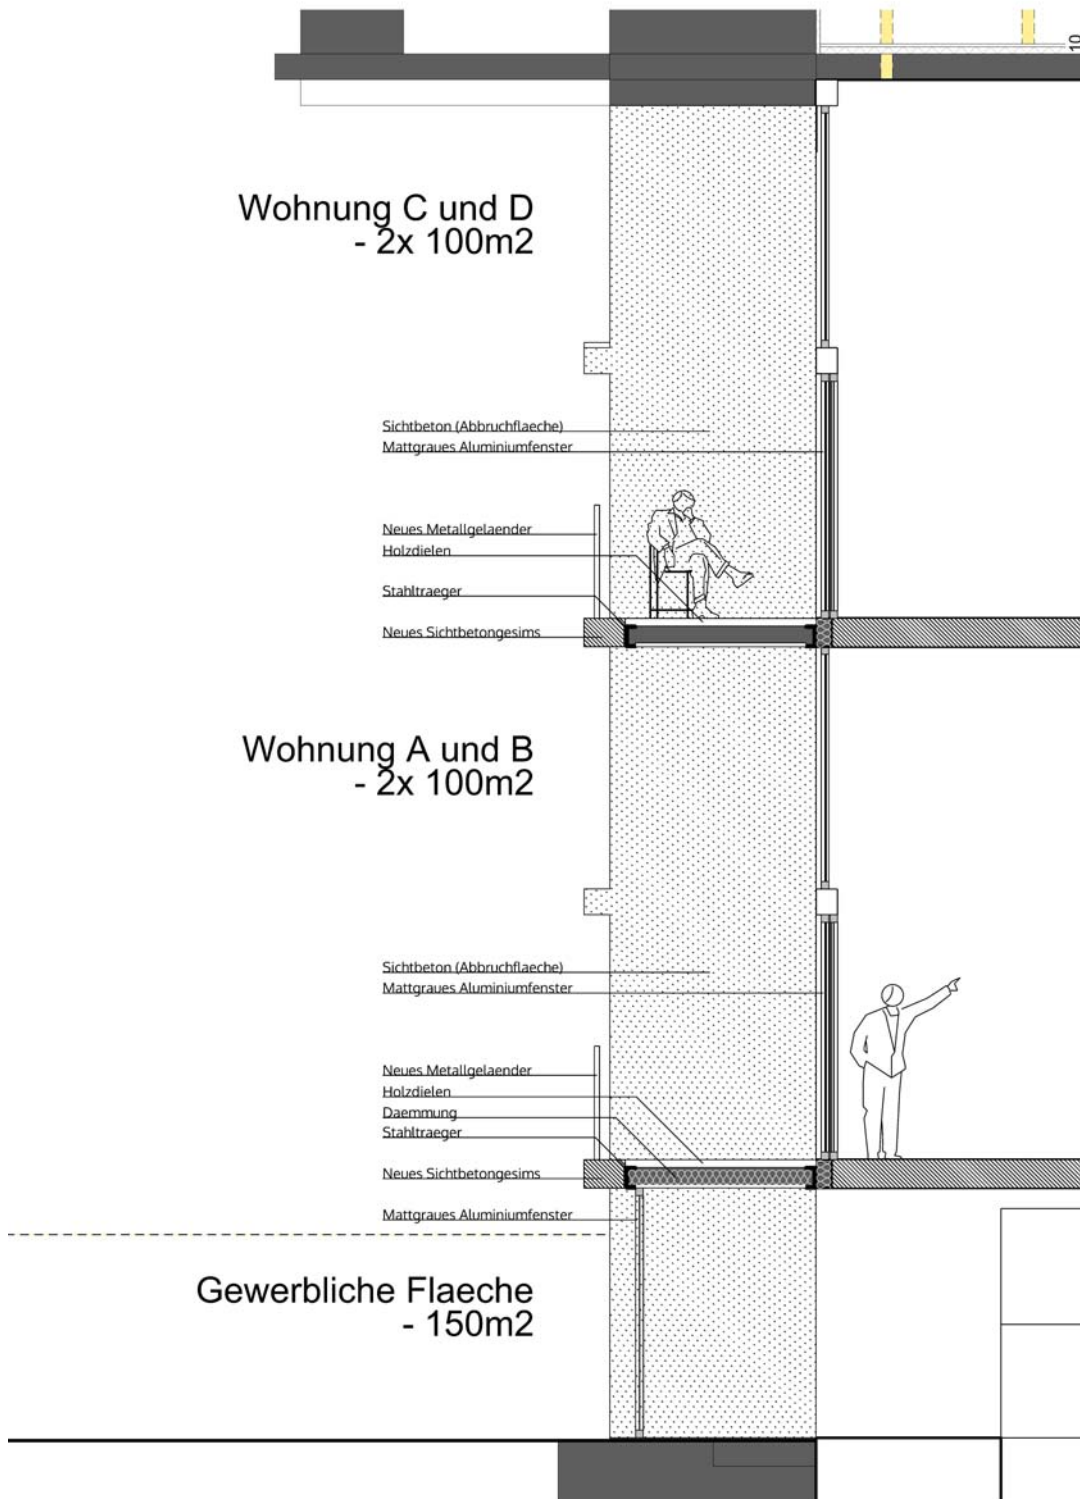 10
Wohnung C und D
- 2x 100m2
Sichtbeton (Abbruchflaeche)
Mattgraues Aluminiumfenster
Neues Metallgelaender
Holzdielen
Stahltraeger
Neues Sichtbetongesims
Wohnung A und B
- 2x 100m2
Sichtbeton (Abbruchflaeche)
Mattgraues Aluminiumfenster
Neues Metallgelaender
Holzdielen
Daemmung
Stahltraeger
Neues Sichtbetongesims
Mattgraues Aluminiumfenster
Gewerbliche Flaeche
- 150m2